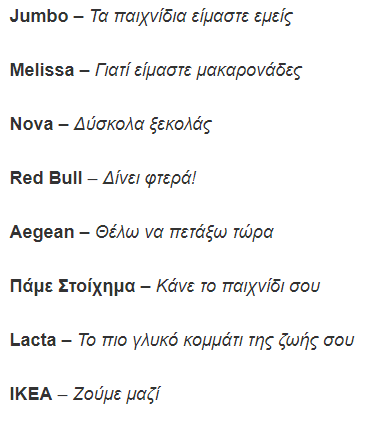 Jumbo – Τα παιχνίδια είμαστε εμείς
Melissa – Γιατί είμαστε μακαρονάδες
Nova – Δύσκολα ξεκολάς
Red Bull – Δίνει φτερά!
Aegean – Θέλω να πετάξω τώρα
Πάμε Στοίχημα – Κάνε το παιχνίδι σου
Lacta – Το πιο γλυκό κομμάτι της ζωής σου
IKEA – Ζούμε μαζί